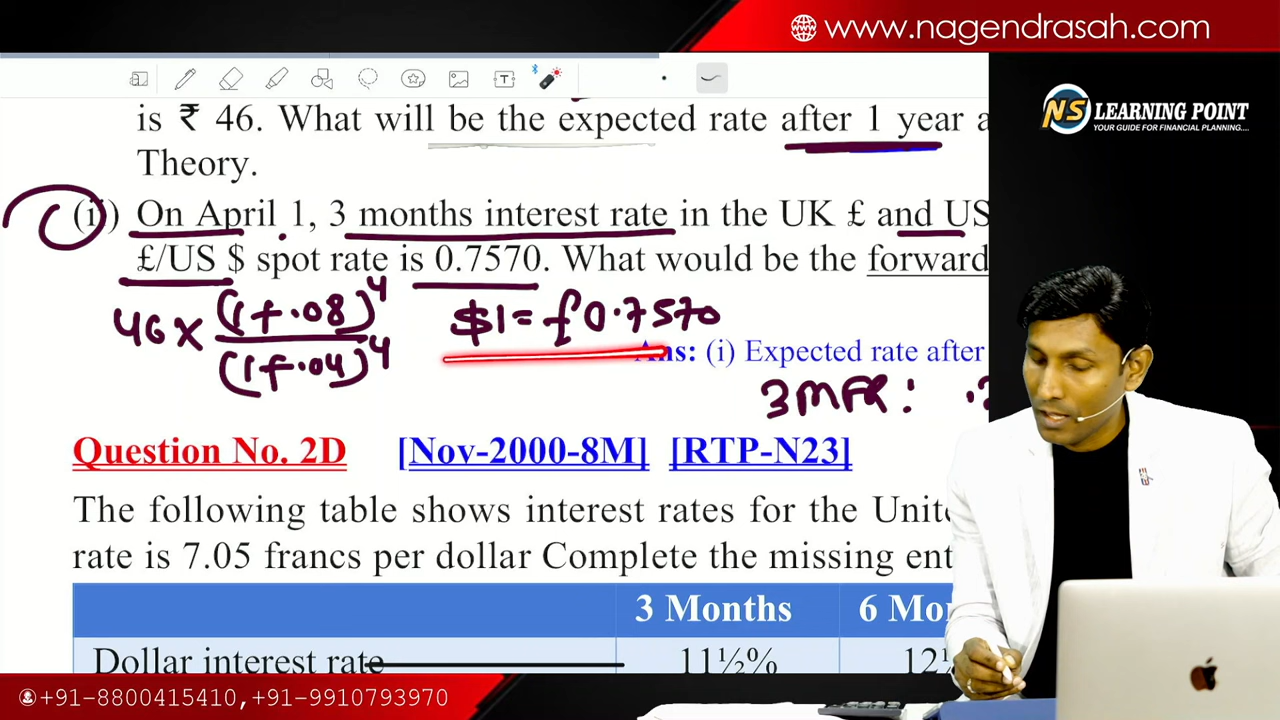 www.nagendrasah.com
NS LEARNING POINT
YOUR GUIDE FOR FINANCIAL PLANNING....
is ₹ 46. What will be the expected rate after 1 year a
Theory.
(ii) On April 1, 3 months interest rate in the UK £ and US
£/US $ spot rate is 0.7570. What would be the forward
46 × (1+.08)^4 / (1+.04)^4
$1 = £0.7570
Ans: (i) Expected rate after
3MFR:
Question No. 2D [Nov-2000-8M] [RTP-N23]
The following table shows interest rates for the Unite
rate is 7.05 francs per dollar Complete the missing ent
3 Months 6 Mo
Dollar interest rate 11½% 12
+91-8800415410,+91-9910793970